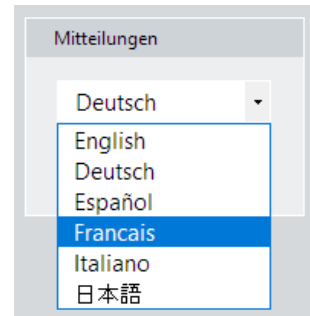 Mitteilungen
Deutsch
English
Deutsch
Español
Francais
Italiano
日本語